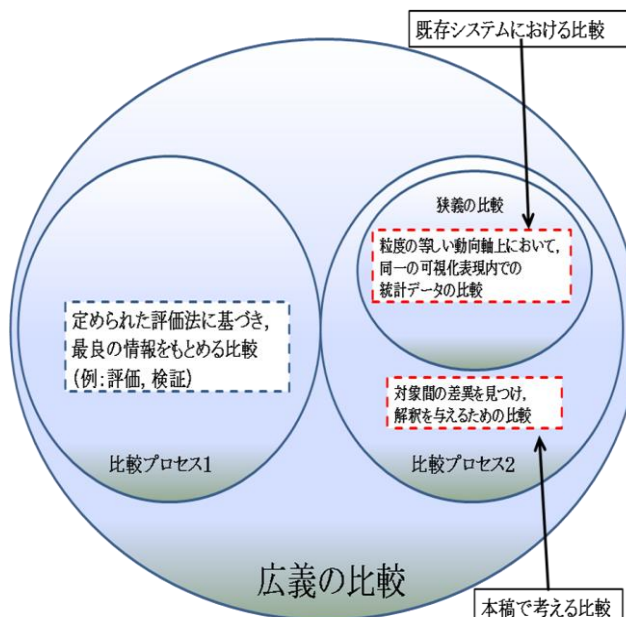 既存システムにおける比較
狭義の比較
粒度の等しい動向軸上において,
同一の可視化表現内での
統計データの比較
定められた評価法に基づき,
最良の情報をもとめる比較
(例:評価, 検証)
対象間の差異を見つけ,
解釈を与えるための比較
比較プロセス1
比較プロセス2
広義の比較
本稿で考える比較